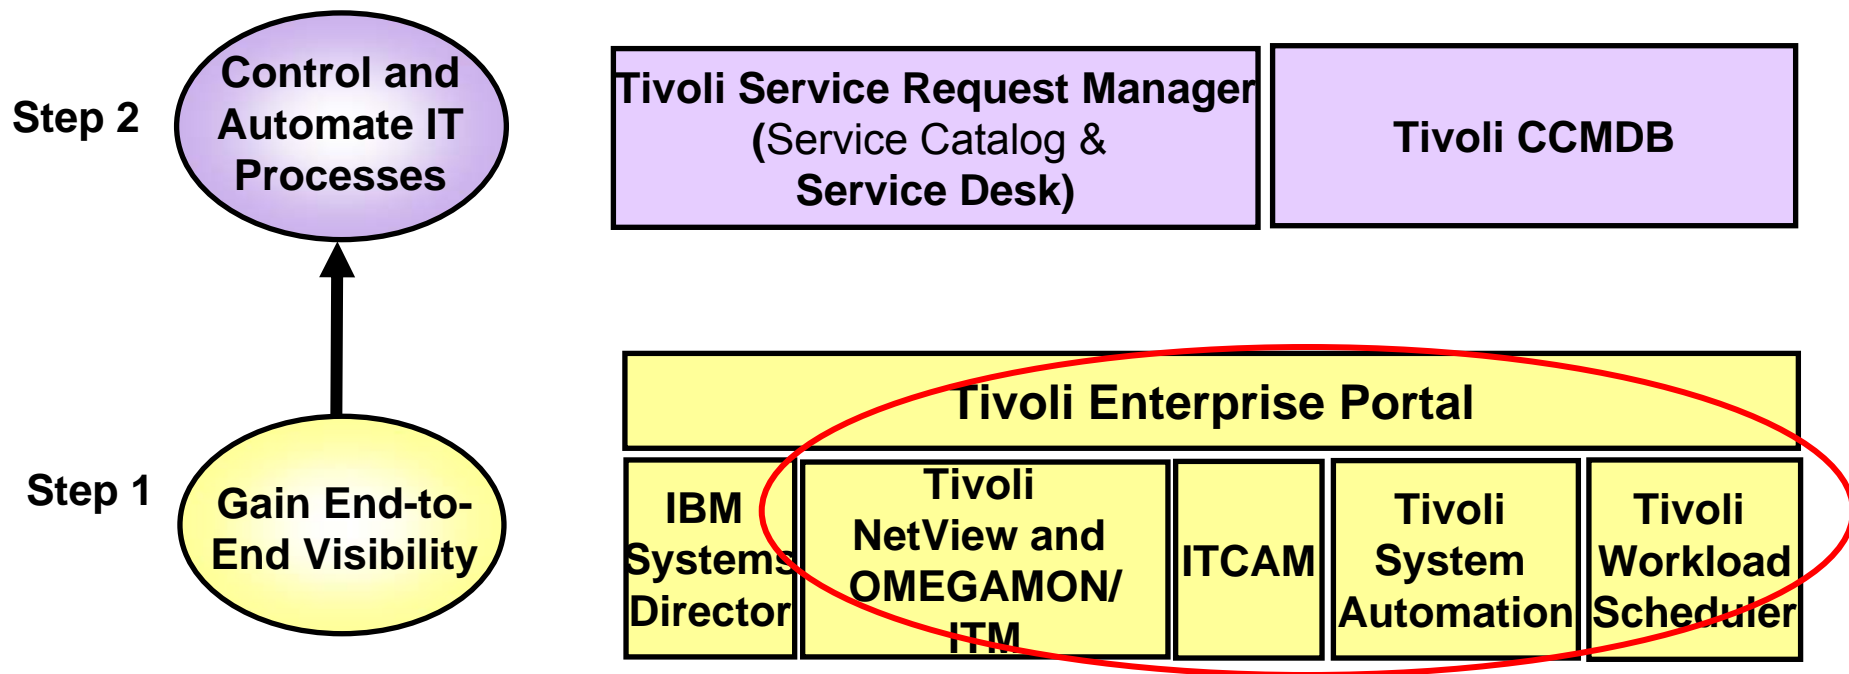 Step 2
Control and
Automate IT
Processes
Tivoli Service Request Manager
(Service Catalog &
Service Desk)
Tivoli CCMDB
Step 1
Gain End-to-
End Visibility
Tivoli Enterprise Portal
IBM
Systems
Director
Tivoli
NetView and
OMEGAMON/
ITM
ITCAM
Tivoli
System
Automation
Tivoli
Workload
Scheduler